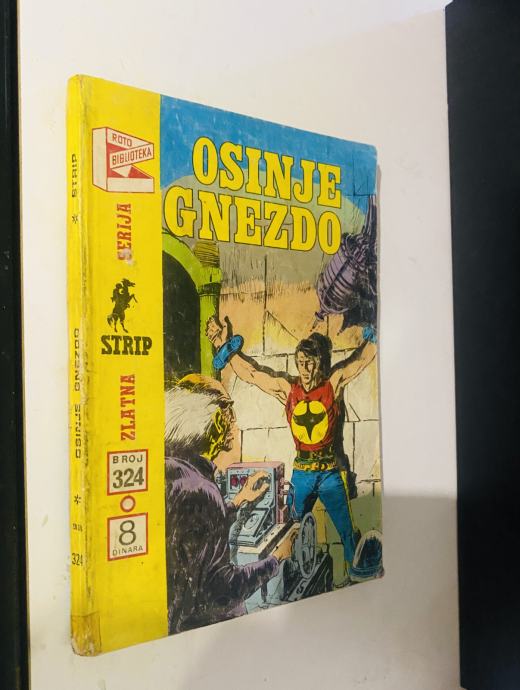 OSINJE
GNEZDO
ROTO
BIBLIOTEKA
ZLATNA SERIJA
STRIP
BROJ
324
8
DINARA
STRIP * OSINJE GNEZDO *
324